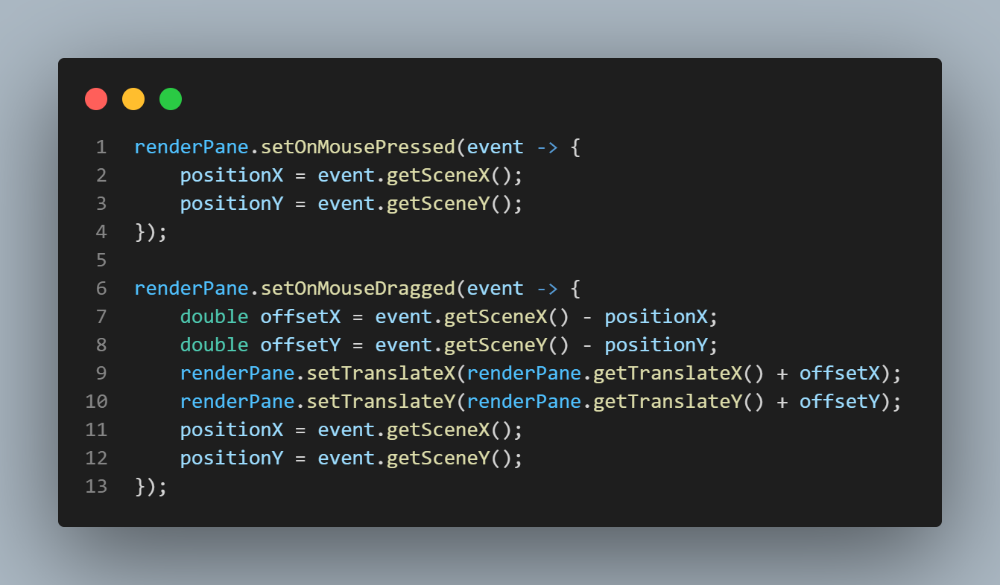 1 renderPane.setOnMousePressed(event -> {
2     positionX = event.getSceneX();
3     positionY = event.getSceneY();
4 });
5
6 renderPane.setOnMouseDragged(event -> {
7     double offsetX = event.getSceneX() - positionX;
8     double offsetY = event.getSceneY() - positionY;
9     renderPane.setTranslateX(renderPane.getTranslateX() + offsetX);
10     renderPane.setTranslateY(renderPane.getTranslateY() + offsetY);
11     positionX = event.getSceneX();
12     positionY = event.getSceneY();
13 });